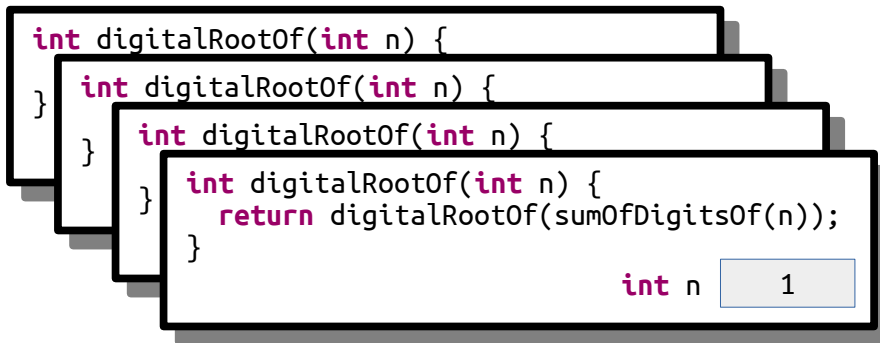 int digitalRootOf(int n) {
}
int digitalRootOf(int n) {
}
int digitalRootOf(int n) {
}
int digitalRootOf(int n) {
  return digitalRootOf(sumOfDigitsOf(n));
}
int n 1